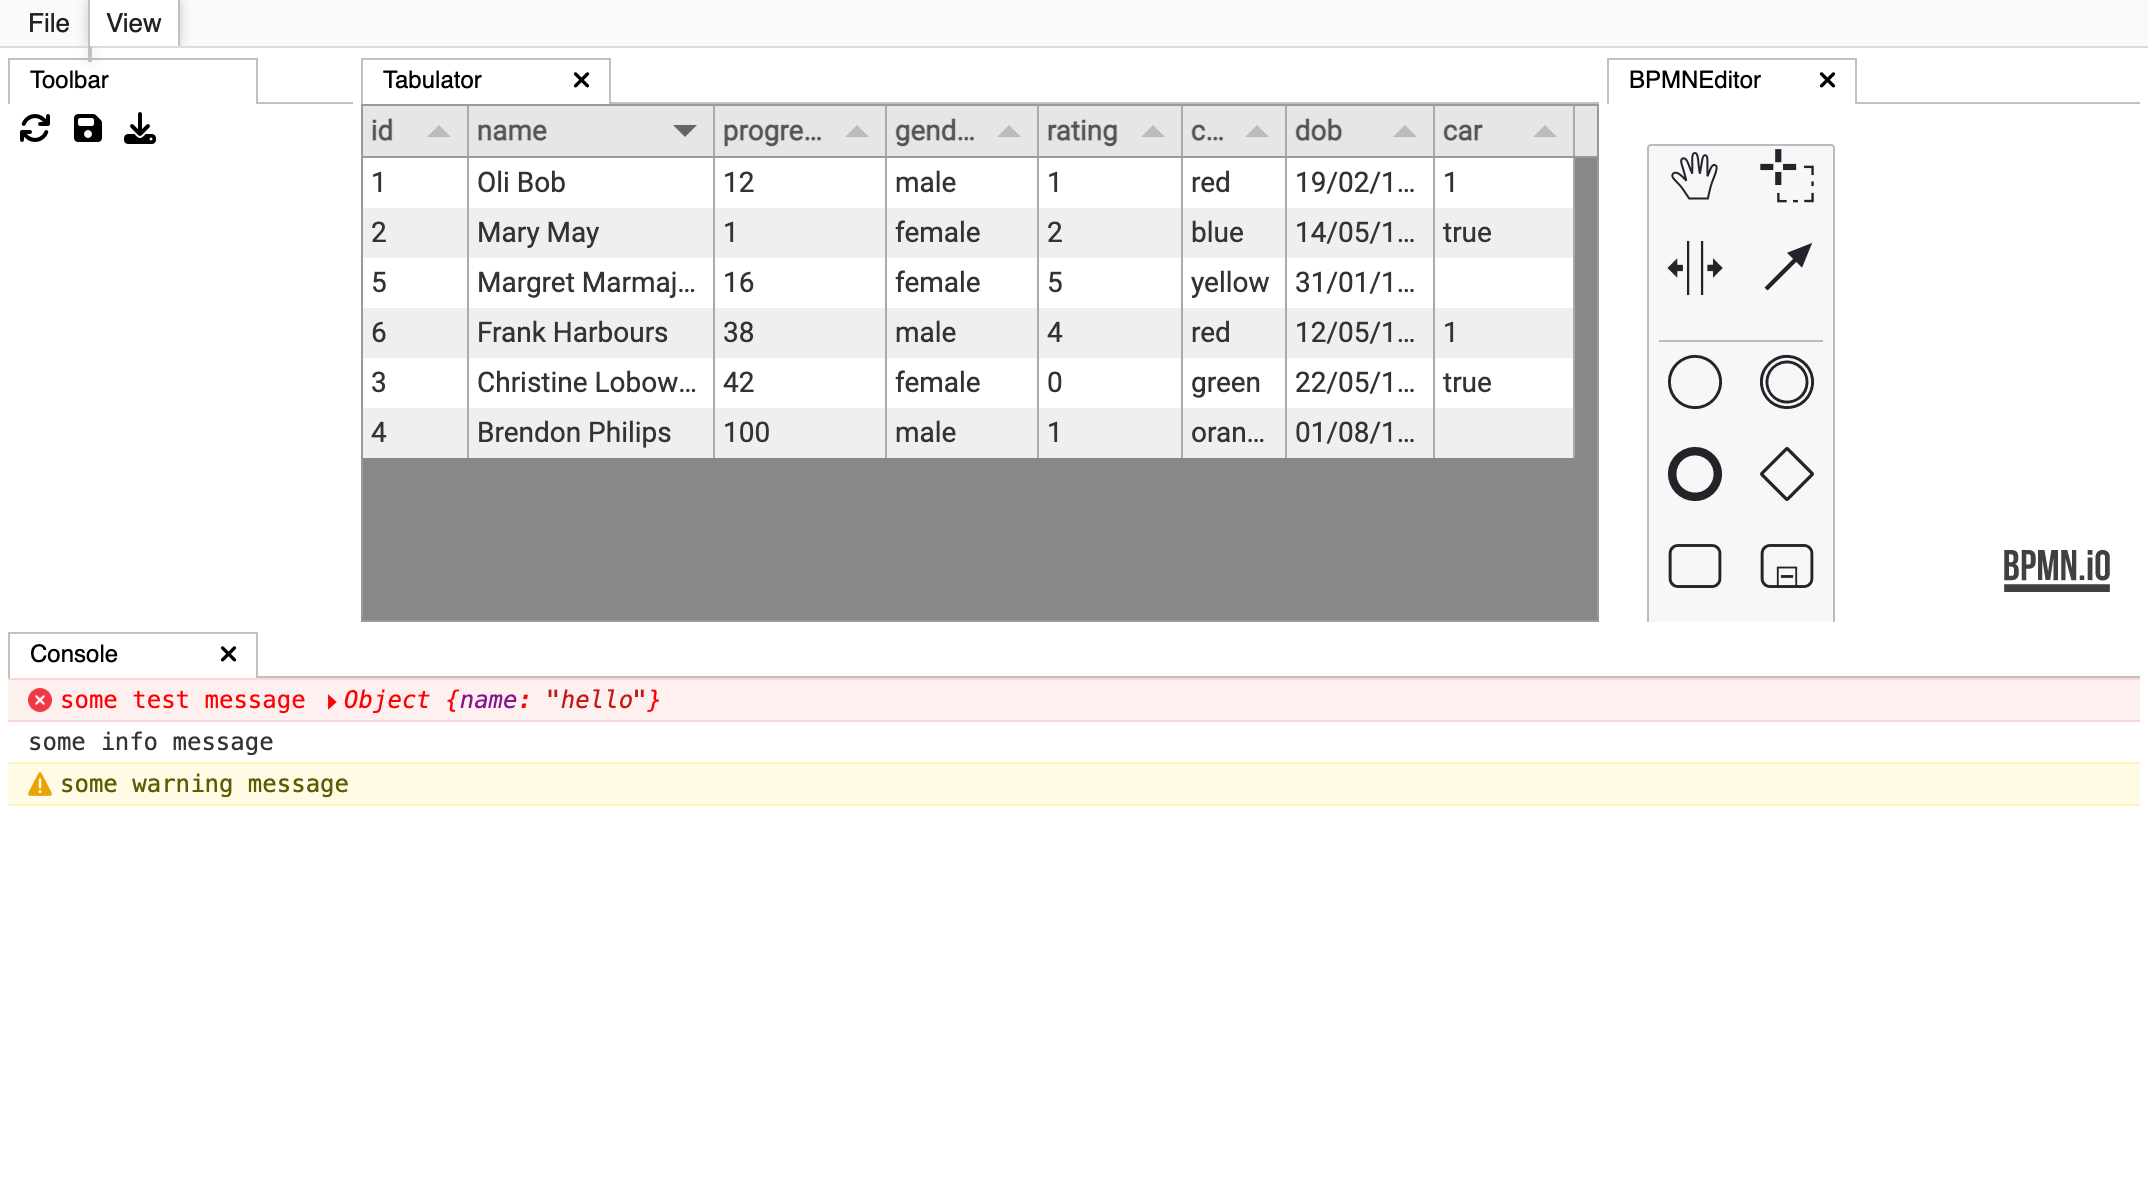 File View
Toolbar
Tabulator
BPMNEditor
id name progre... gend... rating c... dob car
1 Oli Bob 12 male 1 red 19/02/1... 1
2 Mary May 1 female 2 blue 14/05/1... true
5 Margret Marmaj... 16 female 5 yellow 31/01/1...
6 Frank Harbours 38 male 4 red 12/05/1... 1
3 Christine Lobow... 42 female 0 green 22/05/1... true
4 Brendon Philips 100 male 1 oran... 01/08/1...
BPMN.iO
Console
some test message Object {name: "hello"}
some info message
some warning message